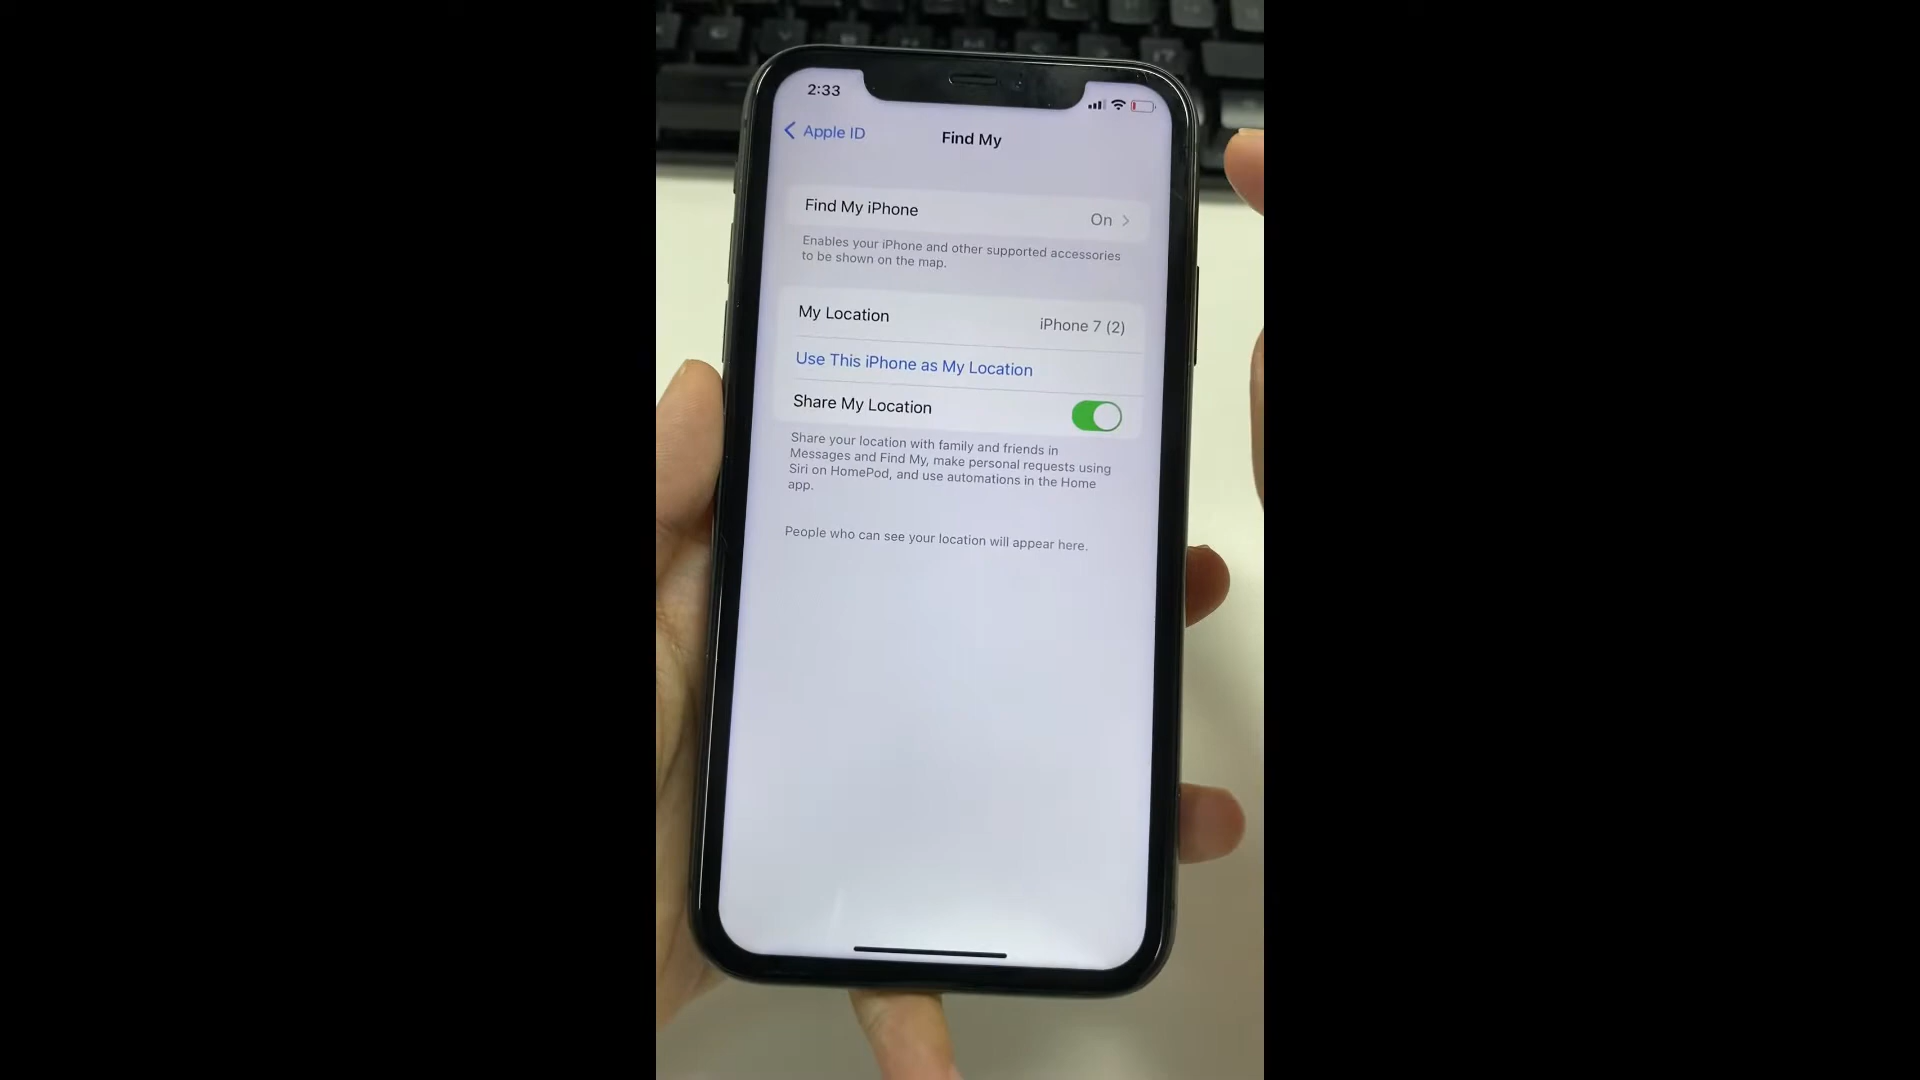 2:33
Apple ID
Find My
Find My iPhone
On
Enables your iPhone and other supported accessories
to be shown on the map.
My Location
iPhone 7 (2)
Use This iPhone as My Location
Share My Location
Share your location with family and friends in
Messages and Find My, make personal requests using
Siri on HomePod, and use automations in the Home
app.
People who can see your location will appear here.